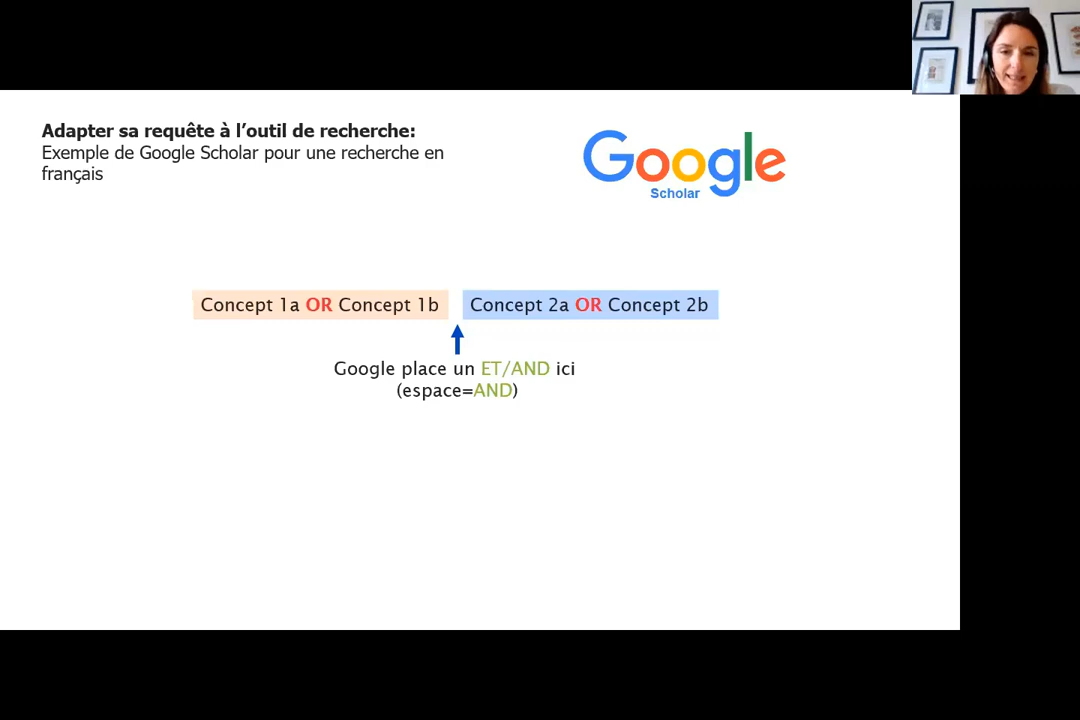 Adapter sa requête à l’outil de recherche:
Exemple de Google Scholar pour une recherche en
français
Google
Scholar
Concept 1a OR Concept 1b Concept 2a OR Concept 2b
Google place un ET/AND ici
(espace=AND)